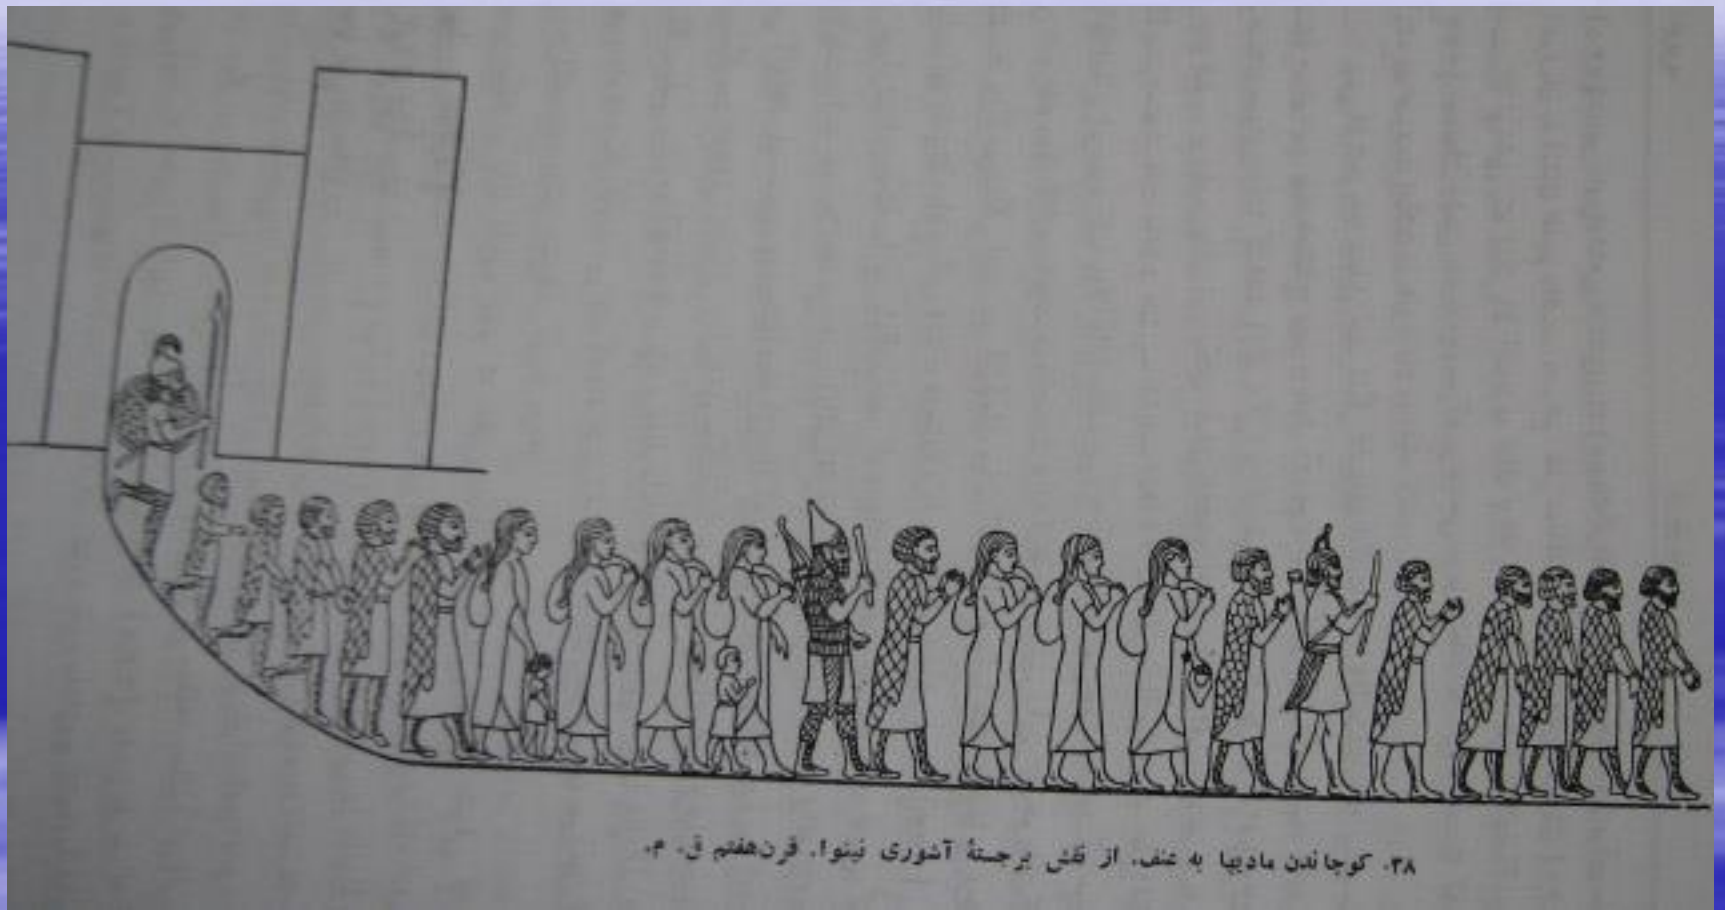 ۳۸. کوچاندن مادیها به عنف. از نقش برجستهٔ آشوری نینوا. قرن هفتم ق. م.